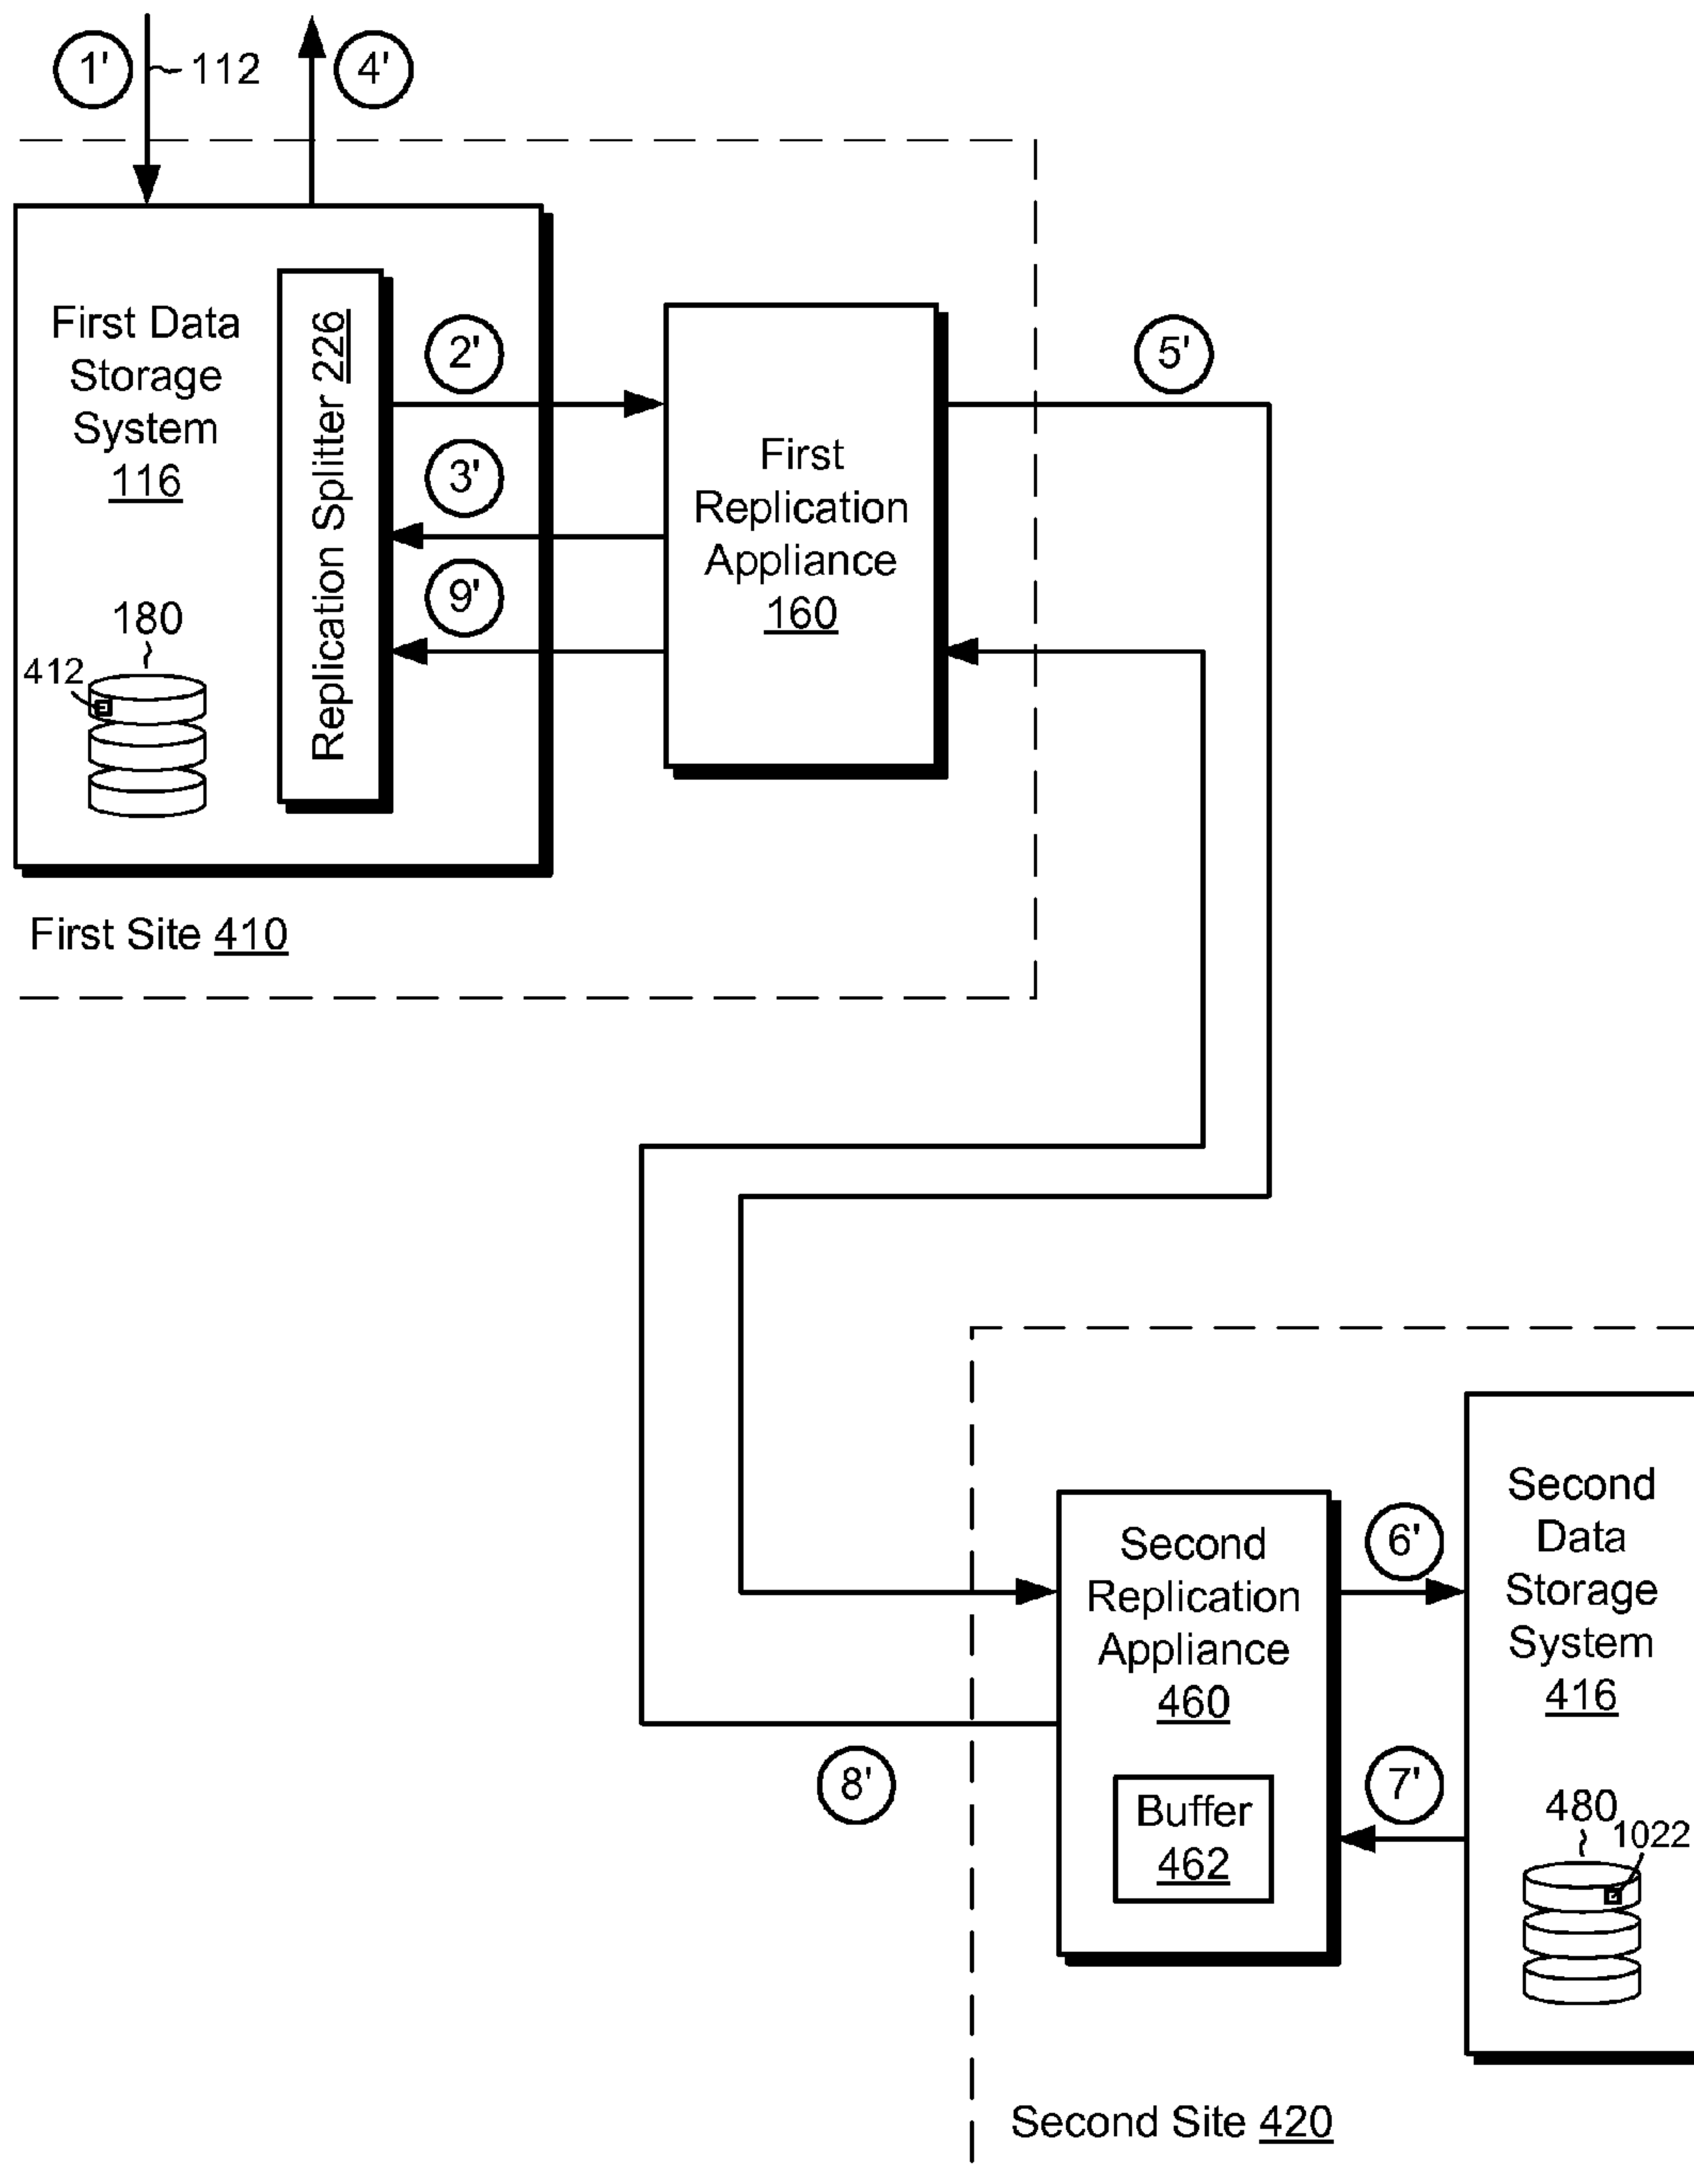 1'
112
4'
First Data
Storage
System
116
Replication Splitter 226
2'
3'
9'
180
412
First
Replication
Appliance
160
5'
First Site 410
Second
Replication
Appliance
460
Buffer
462
6'
7'
8'
Second
Data
Storage
System
416
480
1022
Second Site 420